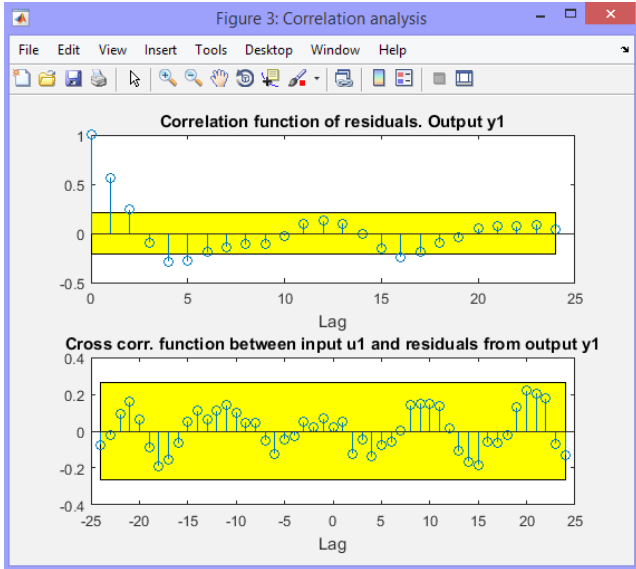 Figure 3: Correlation analysis
File Edit View Insert Tools Desktop Window Help
Correlation function of residuals. Output y1
1
0.5
0
-0.5
0 5 10 15 20 25
Lag
Cross corr. function between input u1 and residuals from output y1
0.4
0.2
0
-0.2
-0.4
-25 -20 -15 -10 -5 0 5 10 15 20 25
Lag